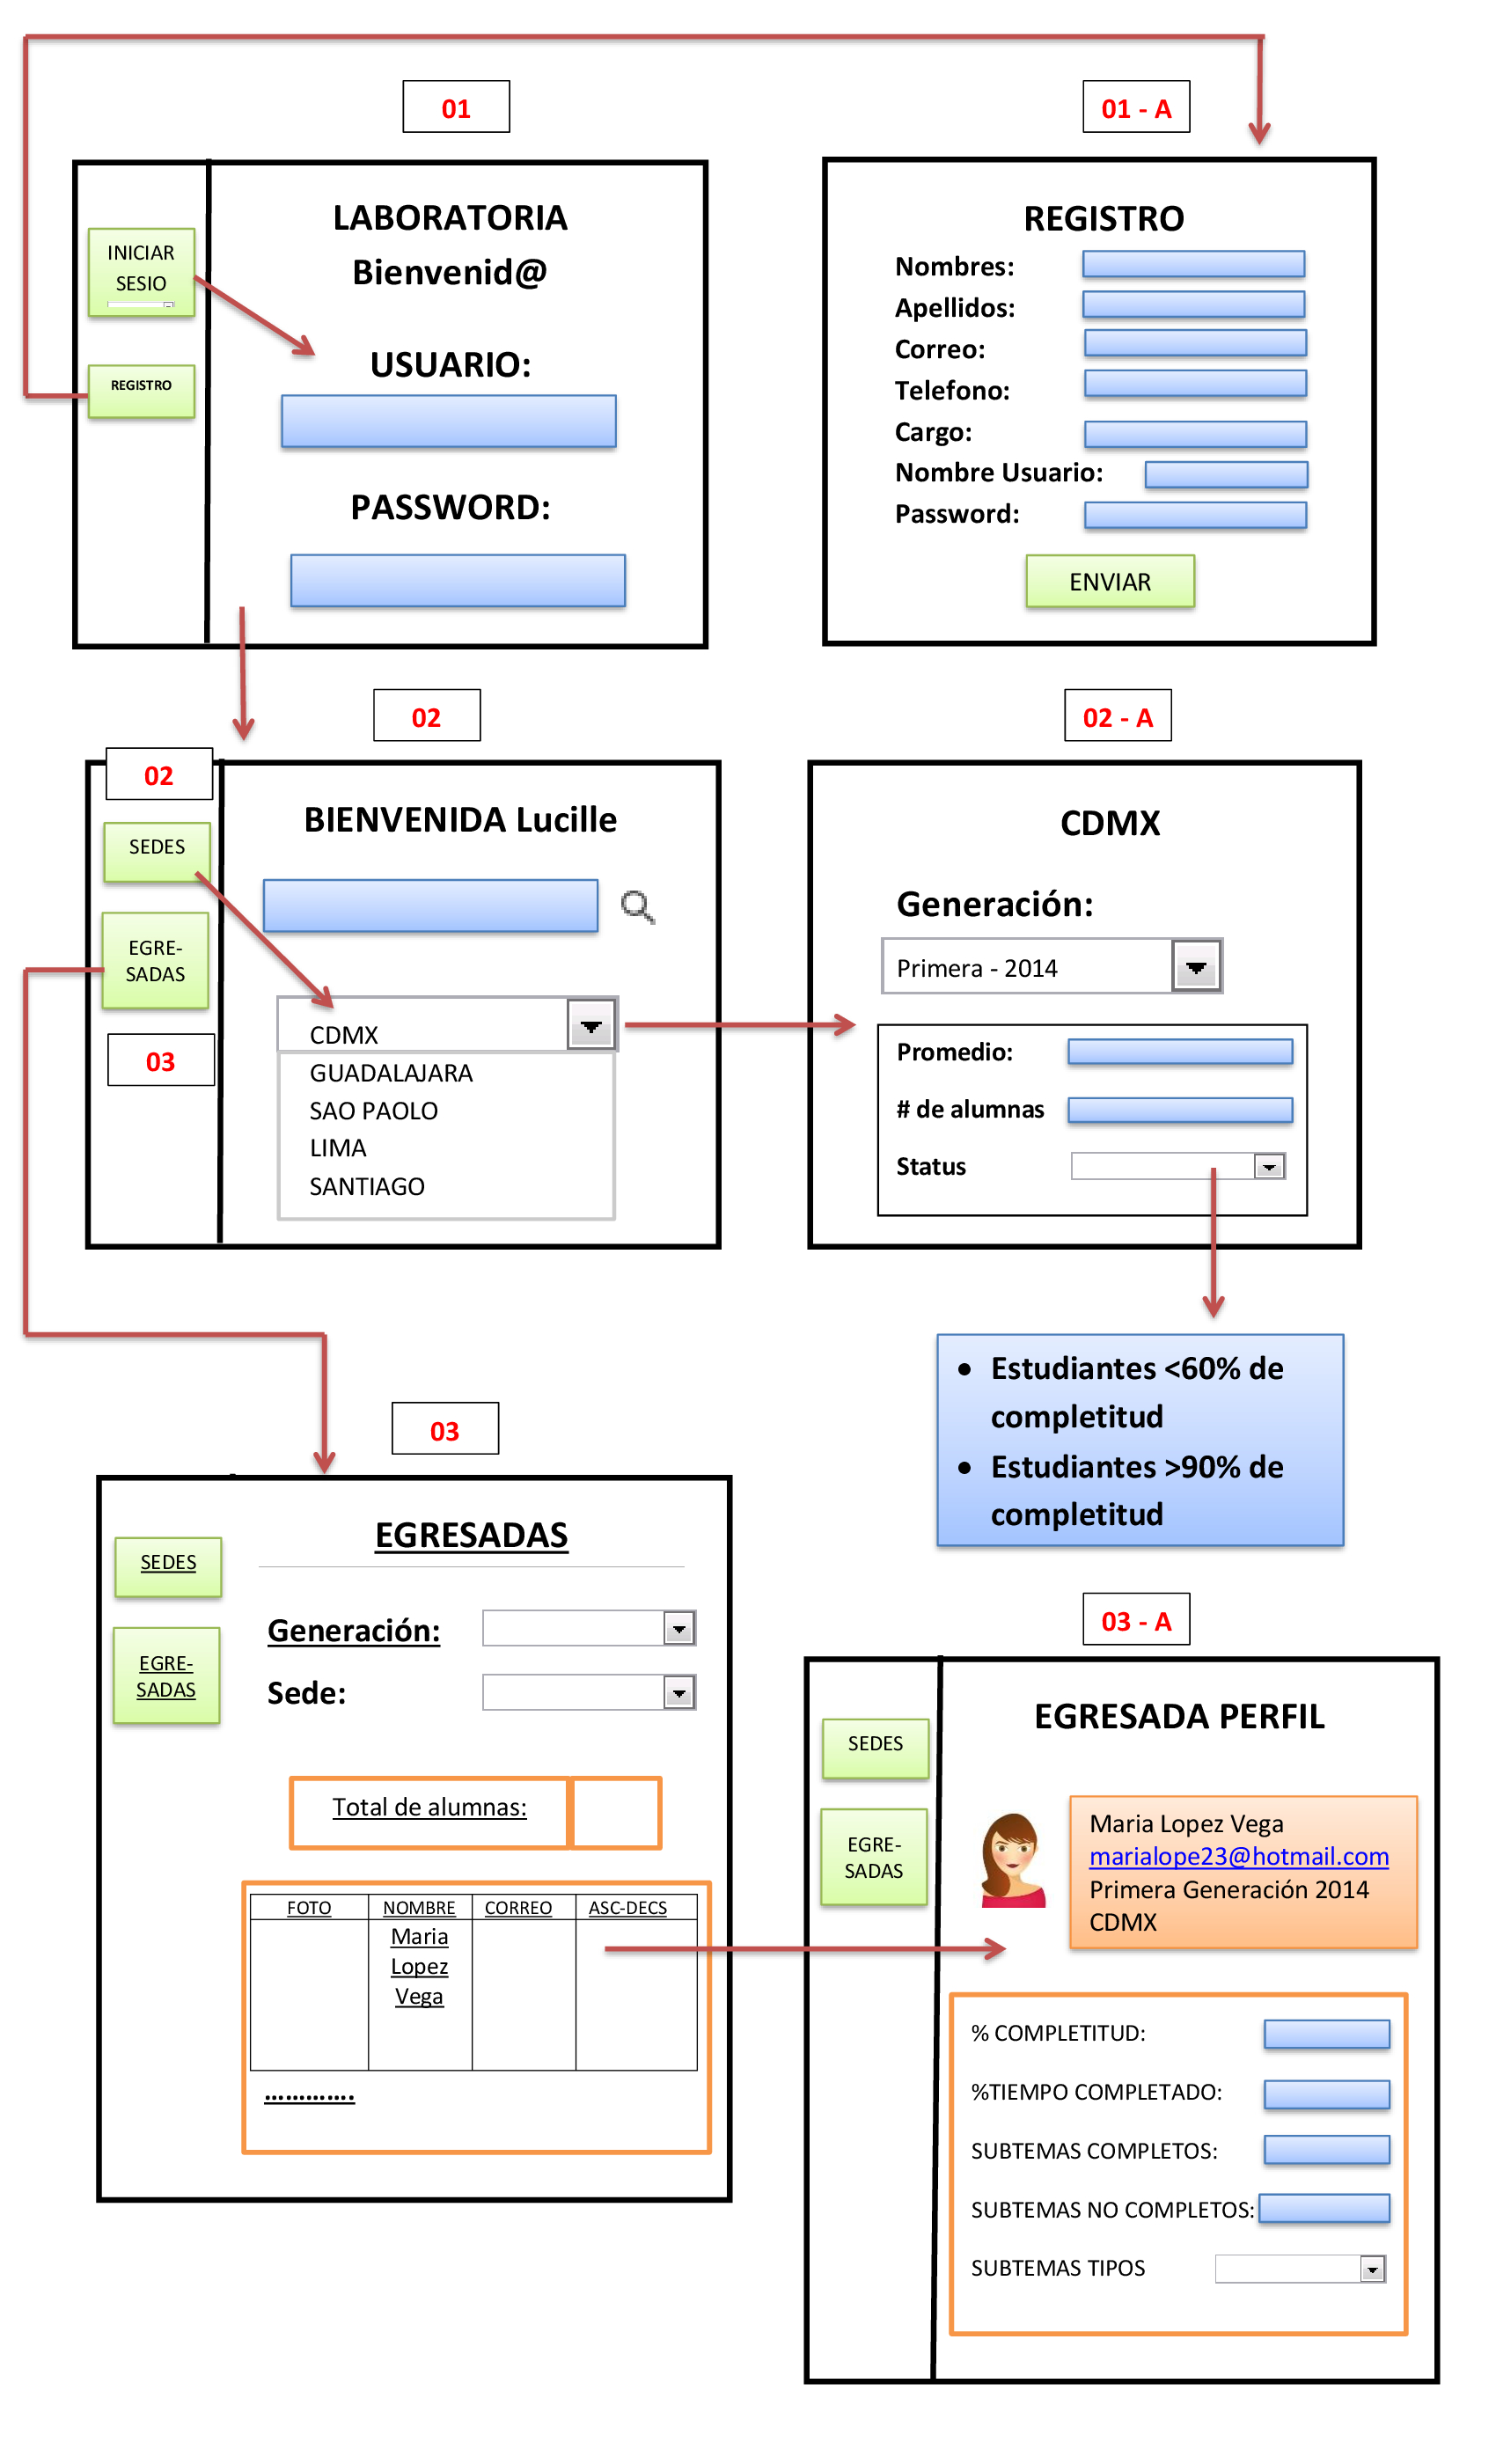 01
LABORATORIA
Bienvenid@
INICIAR
SESIO
REGISTRO
USUARIO:
PASSWORD:
01 - A
REGISTRO
Nombres:
Apellidos:
Correo:
Telefono:
Cargo:
Nombre Usuario:
Password:
ENVIAR
02
02
SEDES
EGRE-
SADAS
03
BIENVENIDA Lucille
CDMX
GUADALAJARA
SAO PAOLO
LIMA
SANTIAGO
02 - A
CDMX
Generación:
Primera - 2014
Promedio:
# de alumnas
Status
• Estudiantes <60% de
completitud
• Estudiantes >90% de
completitud
03
EGRESADAS
SEDES
EGRE-
SADAS
Generación:
Sede:
Total de alumnas:
FOTO NOMBRE CORREO ASC-DECS
Maria
Lopez
Vega
.............
03 - A
EGRESADA PERFIL
SEDES
EGRE-
SADAS
Maria Lopez Vega
marialope23@hotmail.com
Primera Generación 2014
CDMX
% COMPLETITUD:
%TIEMPO COMPLETADO:
SUBTEMAS COMPLETOS:
SUBTEMAS NO COMPLETOS:
SUBTEMAS TIPOS